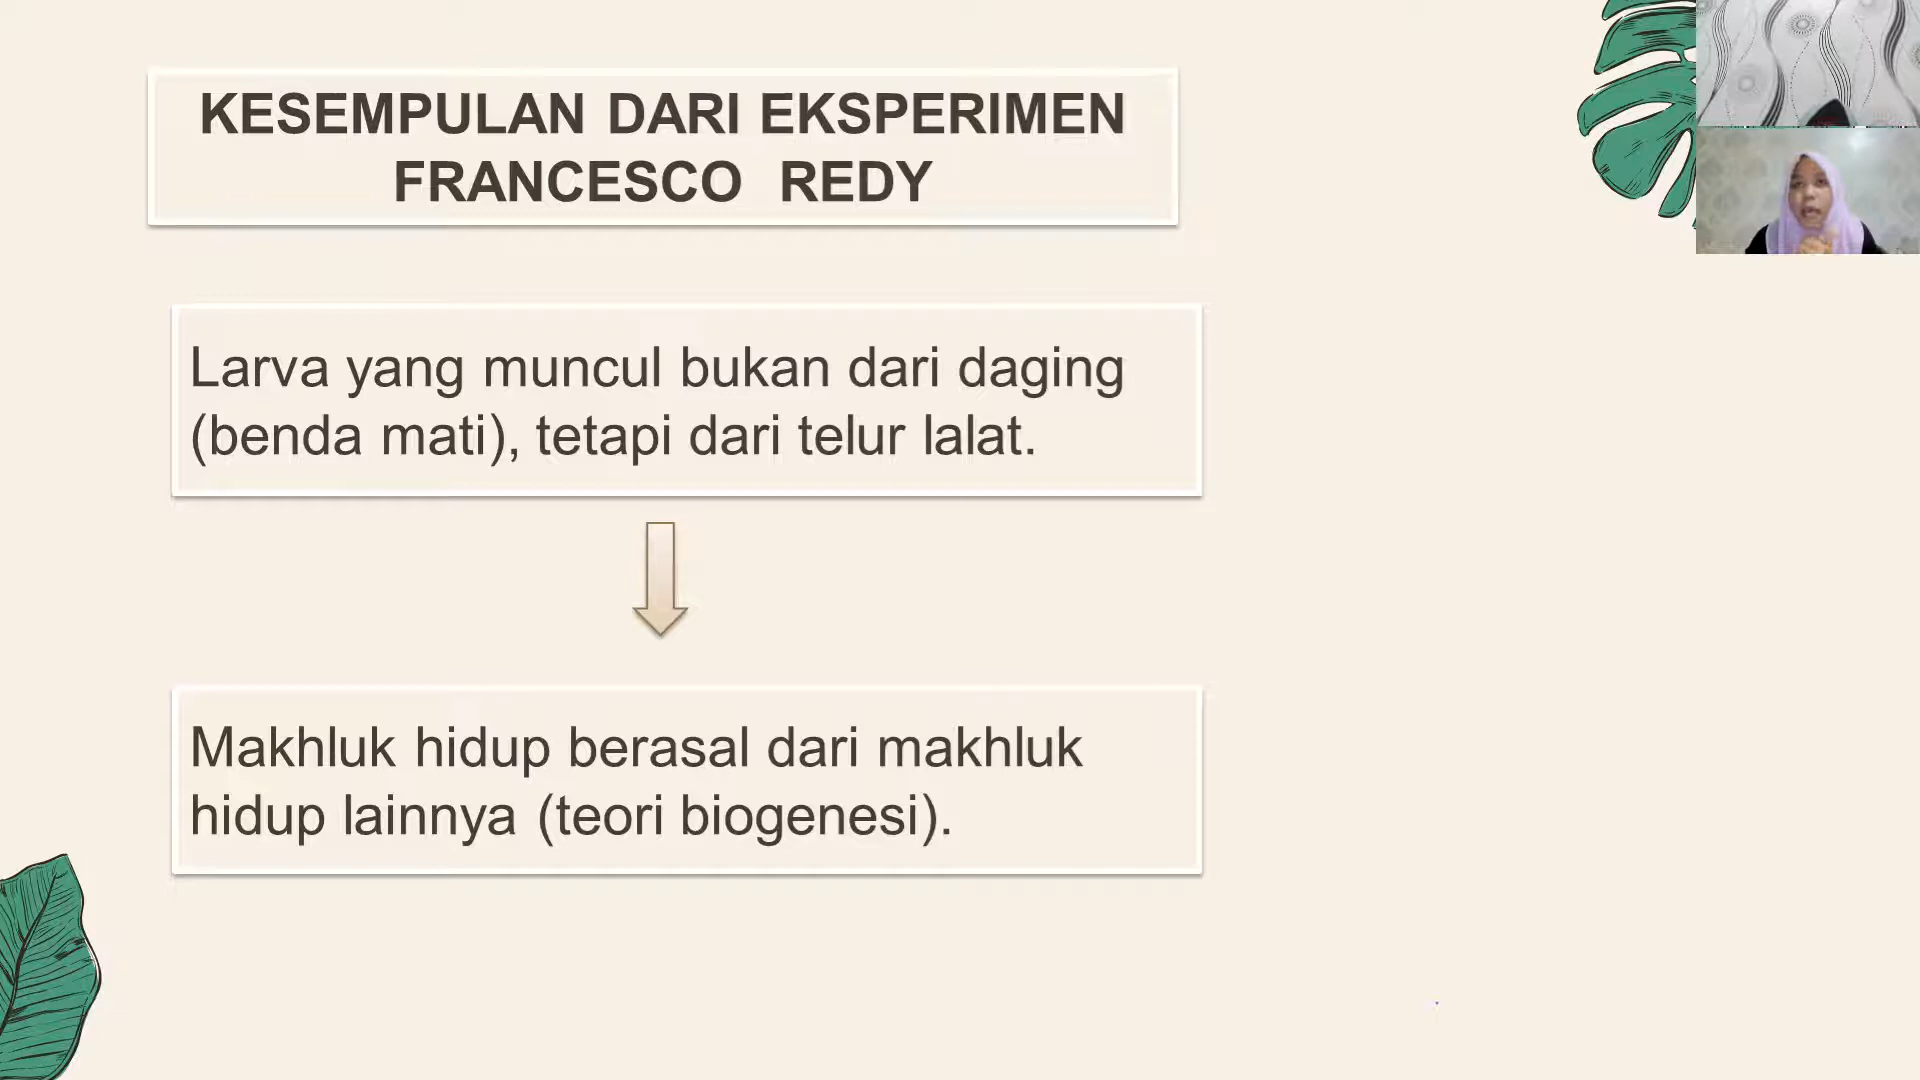 KESEMPULAN DARI EKSPERIMEN
FRANCESCO REDY
Larva yang muncul bukan dari daging
(benda mati), tetapi dari telur lalat.
Makhluk hidup berasal dari makhluk
hidup lainnya (teori biogenesi).